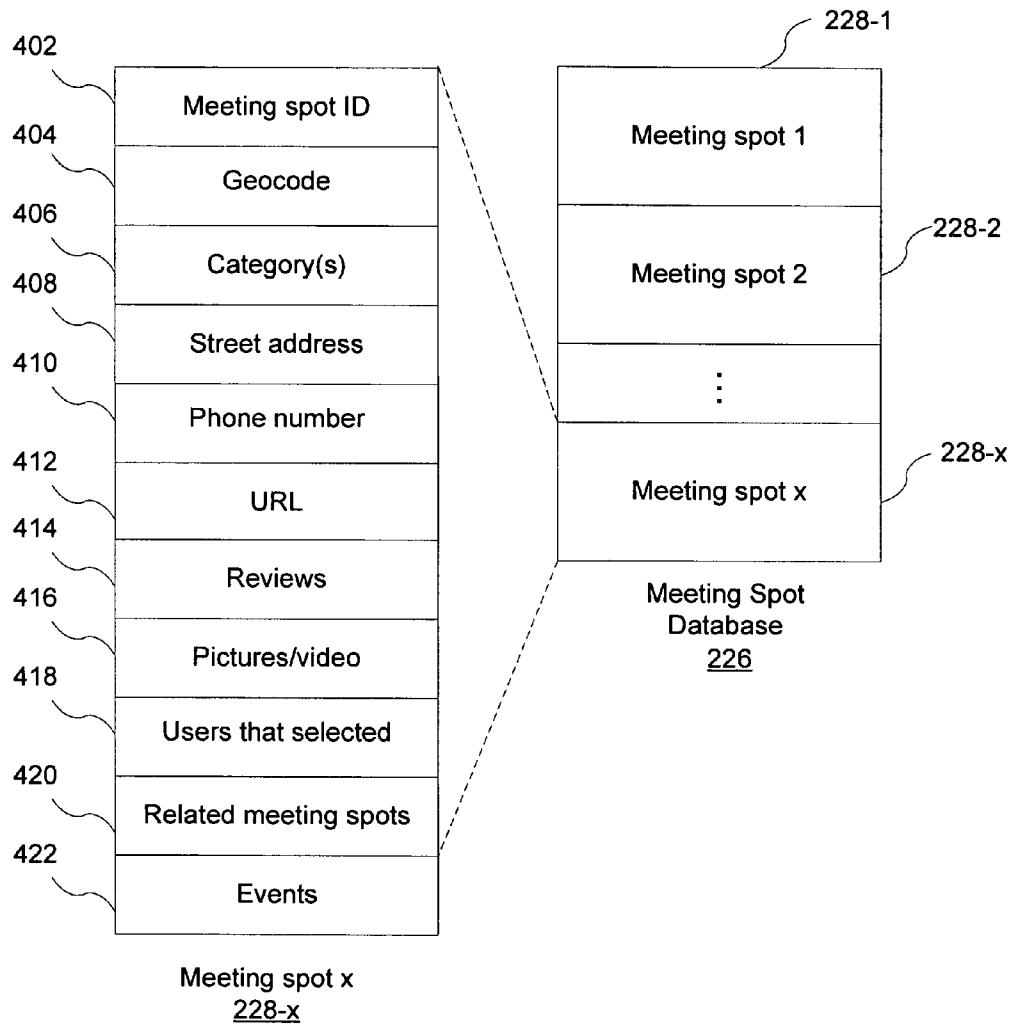 228-1
402
Meeting spot ID
404
Geocode
406
Category(s)
408
Street address
410
Phone number
412
URL
414
Reviews
416
Pictures/video
418
Users that selected
420
Related meeting spots
422
Events
Meeting spot x
228-x
Meeting spot 1
228-2
Meeting spot 2
⋮
228-x
Meeting spot x
Meeting Spot
Database
226